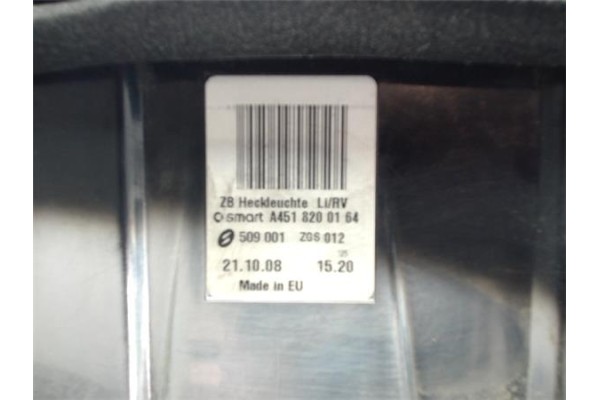 ZB Heckleuchte Li/RV
smart A451 820 01 64
509 001 ZGS 012
21.10.08 15.20
Made in EU